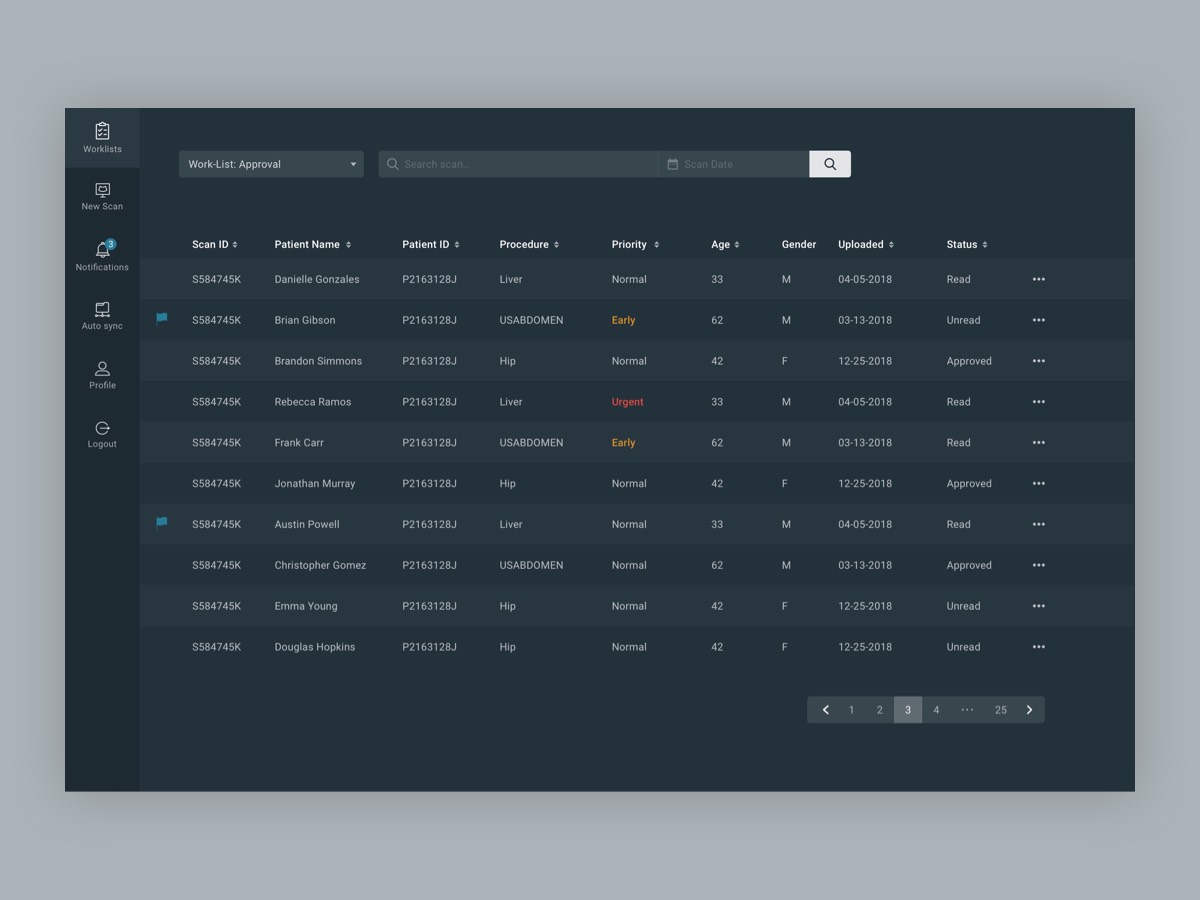 Worklists
New Scan
3
Notifications
Auto sync
Profile
Logout
Work-List: Approval Search scan... Scan Date
Scan ID Patient Name Patient ID Procedure Priority Age Gender Uploaded Status
S584745K Danielle Gonzales P2163128J Liver Normal 33 M 04-05-2018 Read
S584745K Brian Gibson P2163128J USABDOMEN Early 62 M 03-13-2018 Unread
S584745K Brandon Simmons P2163128J Hip Normal 42 F 12-25-2018 Approved
S584745K Rebecca Ramos P2163128J Liver Urgent 33 M 04-05-2018 Read
S584745K Frank Carr P2163128J USABDOMEN Early 62 M 03-13-2018 Read
S584745K Jonathan Murray P2163128J Hip Normal 42 F 12-25-2018 Approved
S584745K Austin Powell P2163128J Liver Normal 33 M 04-05-2018 Read
S584745K Christopher Gomez P2163128J USABDOMEN Normal 62 M 03-13-2018 Approved
S584745K Emma Young P2163128J Hip Normal 42 F 12-25-2018 Unread
S584745K Douglas Hopkins P2163128J Hip Normal 42 F 12-25-2018 Unread
1 2 3 4 ... 25